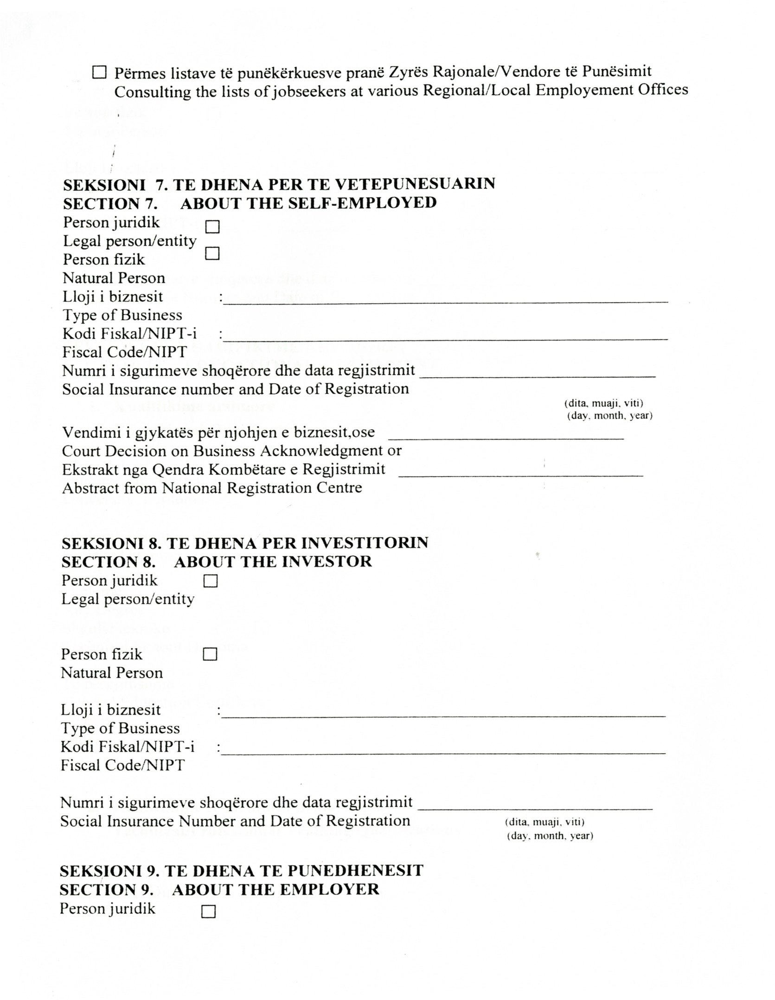 Përmes listave të punëkërkuesve pranë Zyrës Rajonale/Vendore të Punësimit
Consulting the lists of jobseekers at various Regional/Local Employement Offices
SEKSIONI 7. TE DHENA PER TE VETEPUNESUARIN
SECTION 7. ABOUT THE SELF-EMPLOYED
Person juridik
Legal person/entity
Person fizik
Natural Person
Lloji i biznesit :
Type of Business
Kodi Fiskal/NIPT-i :
Fiscal Code/NIPT
Numri i sigurimeve shoqërore dhe data regjistrimit
Social Insurance number and Date of Registration
(dita, muaji, viti)
(day, month, year)
Vendimi i gjykatës për njohjen e biznesit,ose
Court Decision on Business Acknowledgment or
Ekstrakt nga Qendra Kombëtare e Regjistrimit
Abstract from National Registration Centre
SEKSIONI 8. TE DHENA PER INVESTITORIN
SECTION 8. ABOUT THE INVESTOR
Person juridik
Legal person/entity
Person fizik
Natural Person
Lloji i biznesit :
Type of Business
Kodi Fiskal/NIPT-i :
Fiscal Code/NIPT
Numri i sigurimeve shoqërore dhe data regjistrimit
Social Insurance Number and Date of Registration (dita, muaji, viti)
(day, month, year)
SEKSIONI 9. TE DHENA TE PUNEDHENESIT
SECTION 9. ABOUT THE EMPLOYER
Person juridik